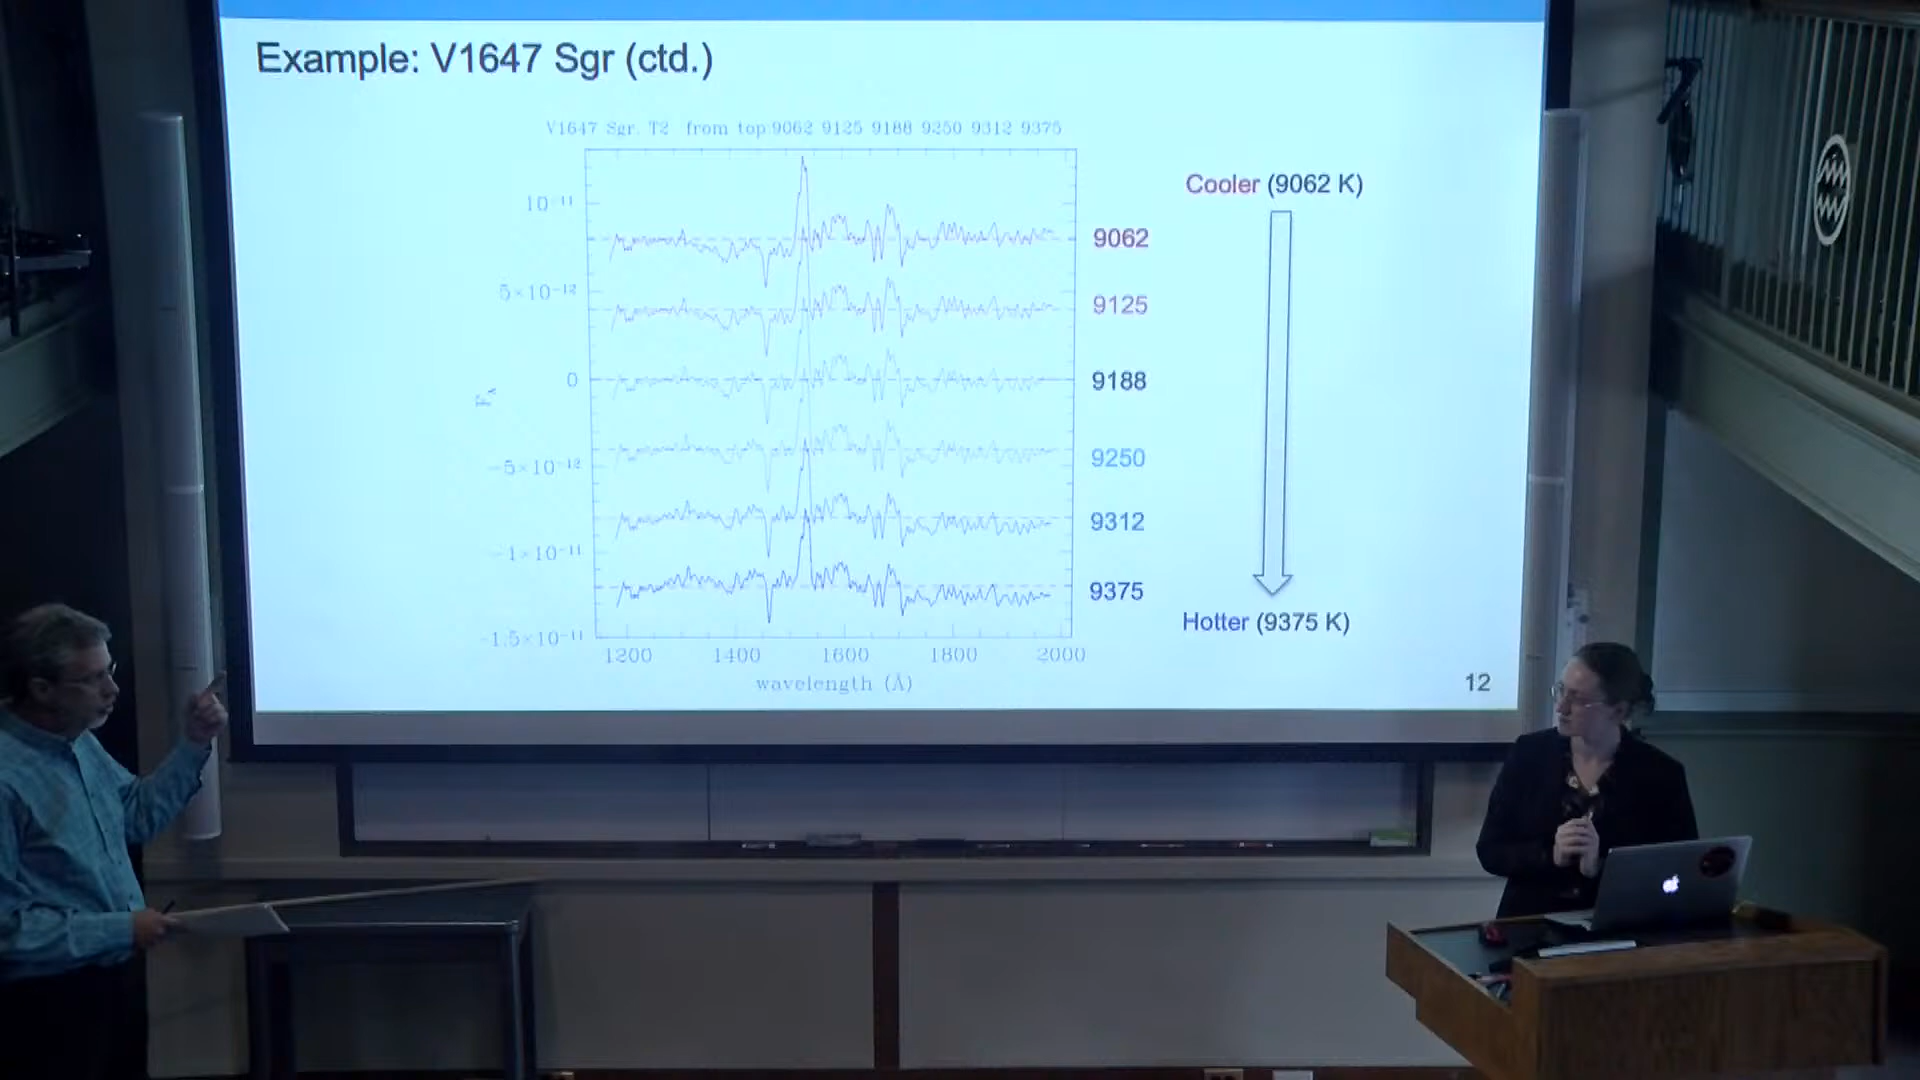 Example: V1647 Sgr (ctd.)
V1647 Sgr. T2 from top:9062 9125 9188 9250 9312 9375
Cooler (9062 K)
10⁻¹¹
9062
5×10⁻¹²
9125
0
9188
F_λ
−5×10⁻¹²
9250
−1×10⁻¹¹
9312
9375
Hotter (9375 K)
−1.5×10⁻¹¹
1200 1400 1600 1800 2000
wavelength (Å)
12